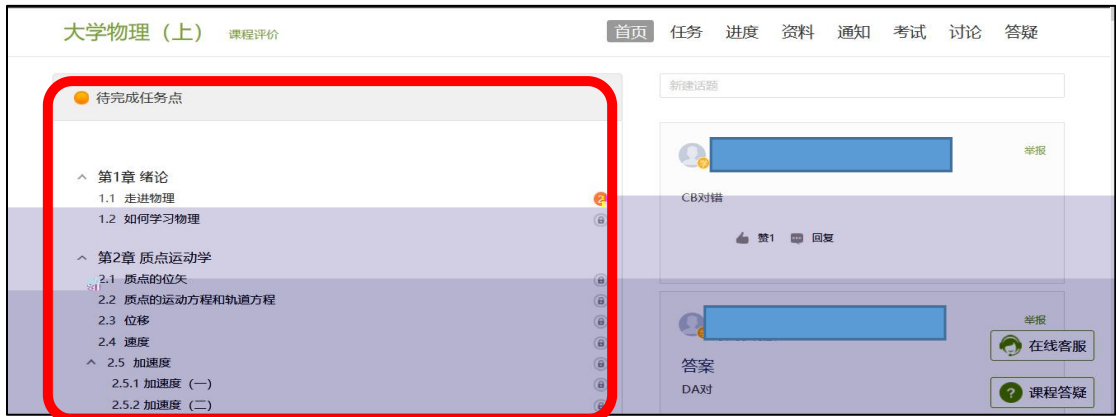 大学物理（上） 课程评价
首页 任务 进度 资料 通知 考试 讨论 答疑
待完成任务点
第1章 绪论
1.1 走进物理
2
1.2 如何学习物理
第2章 质点运动学
2.1 质点的位矢
2.2 质点的运动方程和轨道方程
2.3 位移
2.4 速度
2.5 加速度
2.5.1 加速度（一）
2.5.2 加速度（二）
新建话题
举报
CB对错
赞1 回复
举报
答案
DA对
在线客服
? 课程答疑